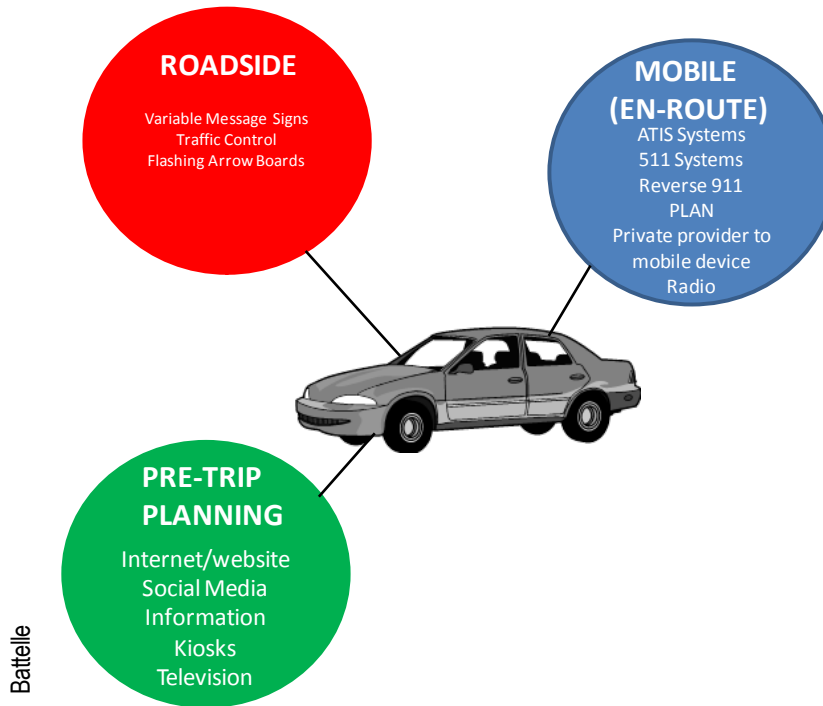 ROADSIDE
Variable Message Signs
Traffic Control
Flashing Arrow Boards
MOBILE
(EN-ROUTE)
ATIS Systems
511 Systems
Reverse 911
PLAN
Private provider to
mobile device
Radio
PRE-TRIP
PLANNING
Internet/website
Social Media
Information
Kiosks
Television
Battelle